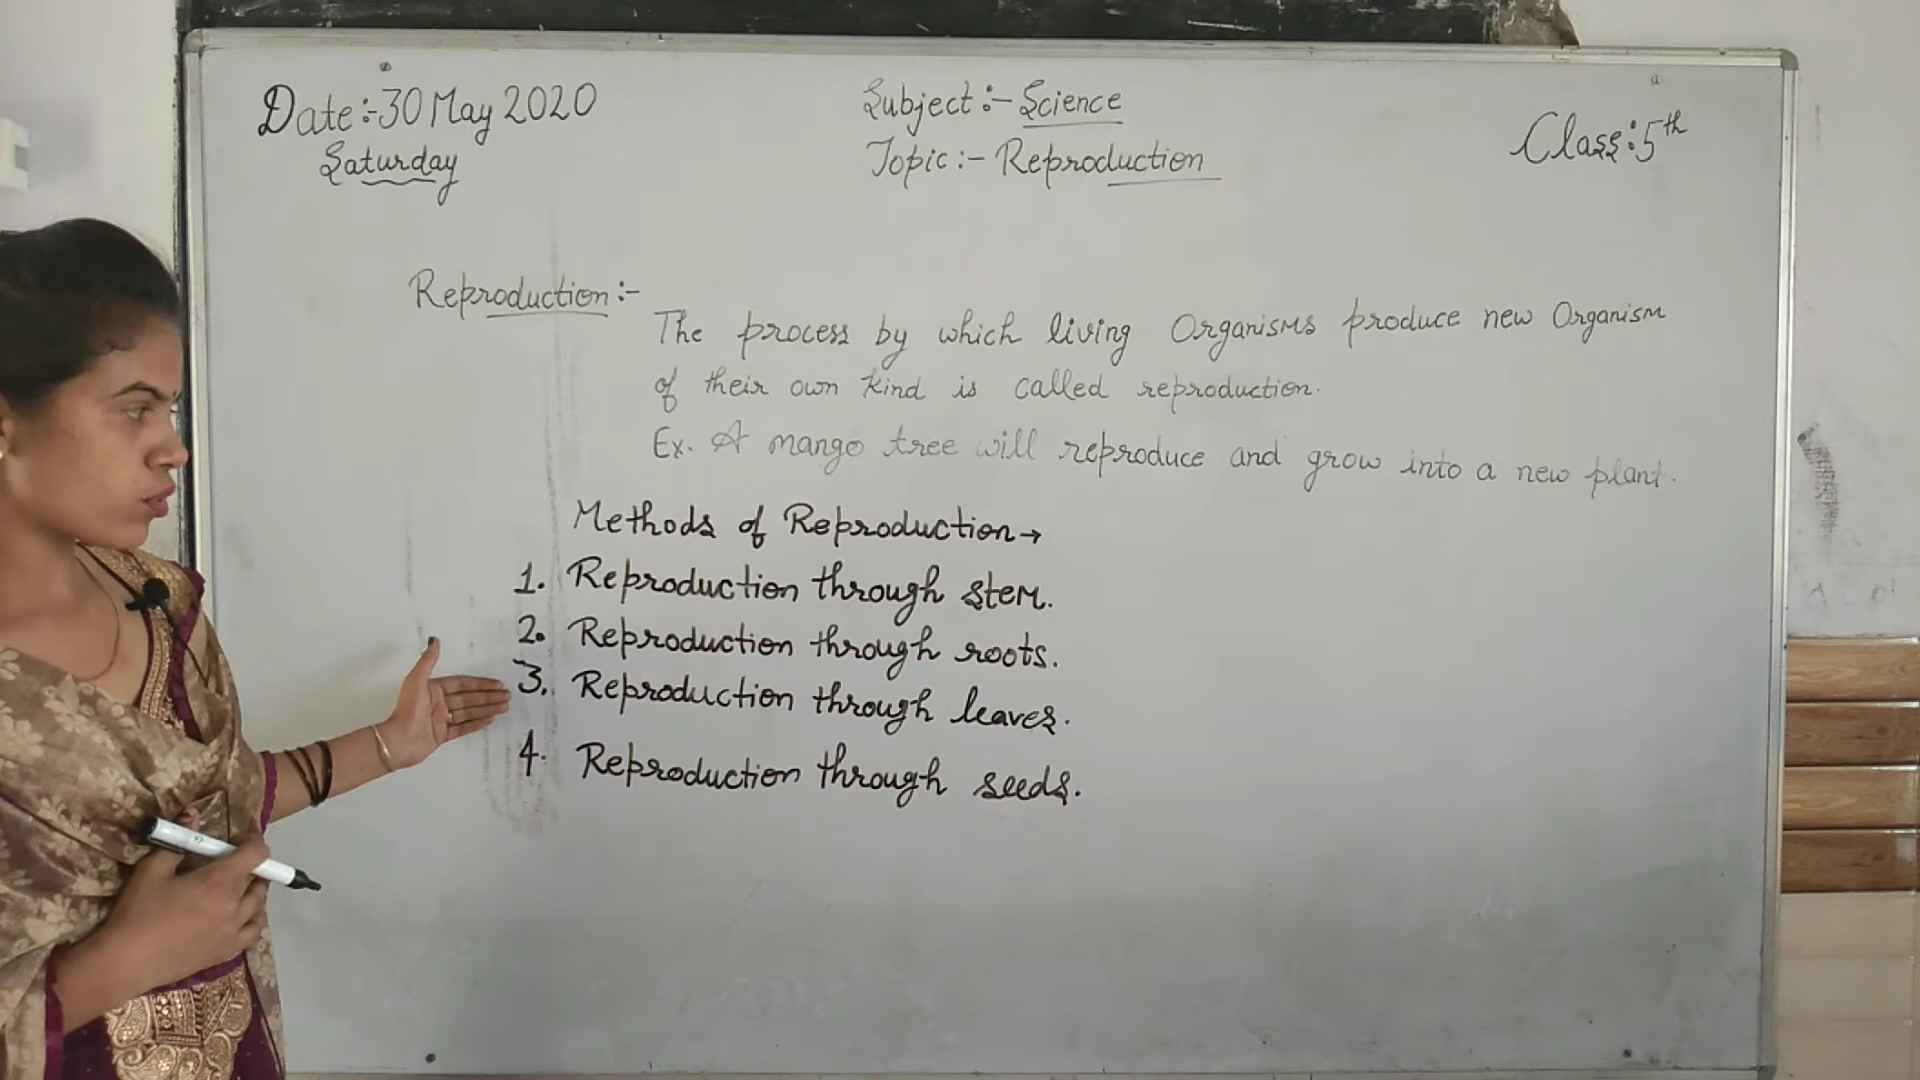 Date:-30 May 2020
Saturday
Subject:- Science
Topic:- Reproduction
Class:5th
Reproduction:-
The process by which living Organisms produce new Organism
of their own kind is called reproduction.
Ex. A mango tree will reproduce and grow into a new plant.
Methods of Reproduction→
1. Reproduction through stem.
2. Reproduction through roots.
3. Reproduction through leaves.
4. Reproduction through seeds.